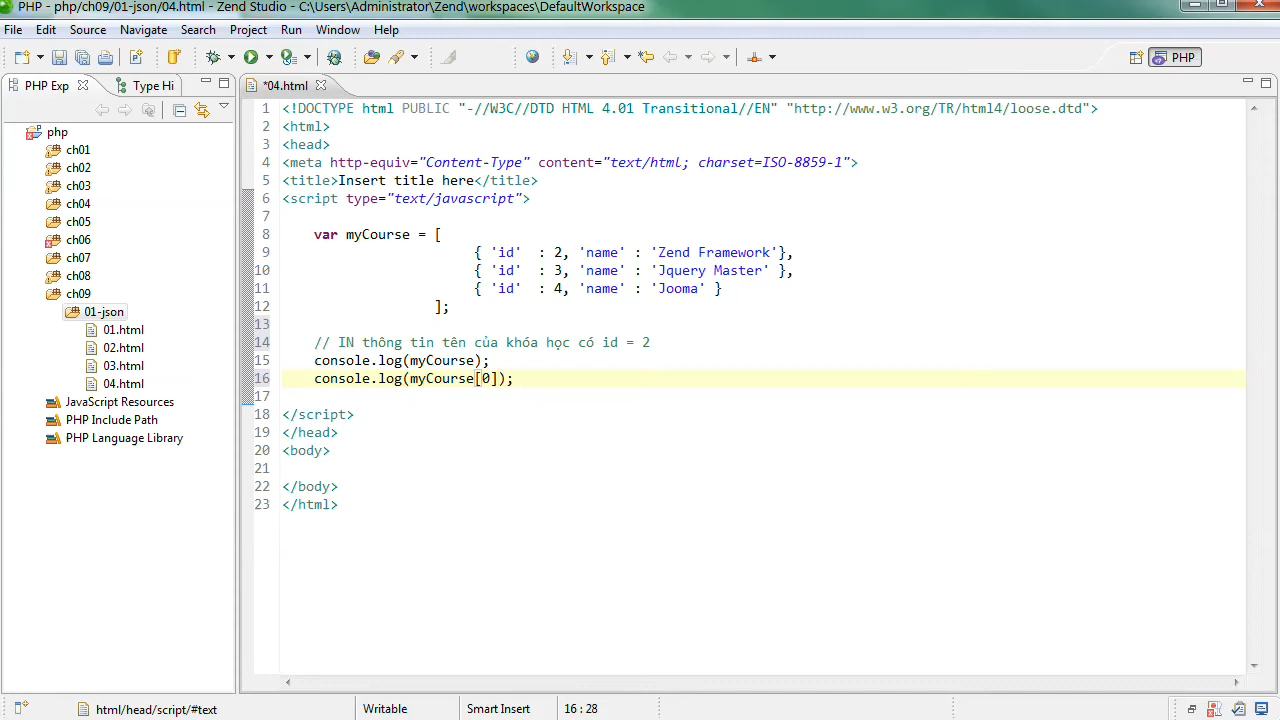 PHP - php/ch09/01-json/04.html - Zend Studio - C:\Users\Administrator\Zend\workspaces\DefaultWorkspace
File Edit Source Navigate Search Project Run Window Help
PHP
PHP Exp Type Hi
*04.html
php
ch01
ch02
ch03
ch04
ch05
ch06
ch07
ch08
ch09
01-json
01.html
02.html
03.html
04.html
JavaScript Resources
PHP Include Path
PHP Language Library
1 <!DOCTYPE html PUBLIC "-//W3C//DTD HTML 4.01 Transitional//EN" "http://www.w3.org/TR/html4/loose.dtd">
2 <html>
3 <head>
4 <meta http-equiv="Content-Type" content="text/html; charset=ISO-8859-1">
5 <title>Insert title here</title>
6 <script type="text/javascript">
7
8 var myCourse = [
9 { 'id' : 2, 'name' : 'Zend Framework'},
10 { 'id' : 3, 'name' : 'Jquery Master' },
11 { 'id' : 4, 'name' : 'Jooma' }
12 ];
13
14 // IN thông tin tên của khóa học có id = 2
15 console.log(myCourse);
16 console.log(myCourse[0]);
17
18 </script>
19 </head>
20 <body>
21
22 </body>
23 </html>
html/head/script/#text Writable Smart Insert 16 : 28